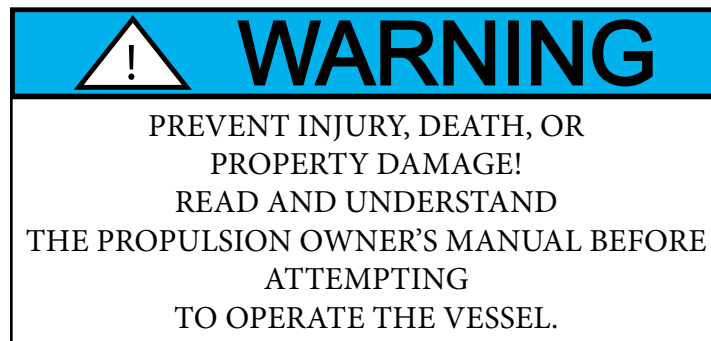 ! WARNING
PREVENT INJURY, DEATH, OR
PROPERTY DAMAGE!
READ AND UNDERSTAND
THE PROPULSION OWNER’S MANUAL BEFORE
ATTEMPTING
TO OPERATE THE VESSEL.